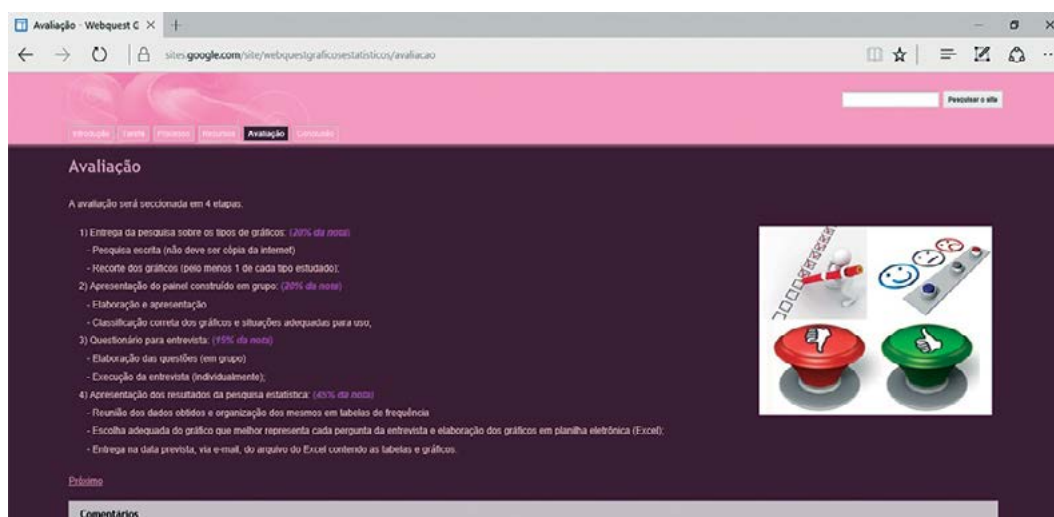 Avaliação - Webquest G
sites.google.com/site/webquestgraficosestatisticos/avaliacao
Pesquisar o site
Introdução Tarefa Processo Recursos Avaliação Conclusão
Avaliação
A avaliação será seccionada em 4 etapas.
1) Entrega da pesquisa sobre os tipos de gráficos: (20% da nota)
- Pesquisa escrita (não deve ser cópia da internet)
- Recorte dos gráficos (pelo menos 1 de cada tipo estudado);
2) Apresentação do painel construído em grupo: (20% da nota)
- Elaboração e apresentação
- Classificação correta dos gráficos e situações adequadas para uso;
3) Questionário para entrevista: (15% da nota)
- Elaboração das questões (em grupo)
- Execução da entrevista (individualmente);
4) Apresentação dos resultados da pesquisa estatística: (45% da nota)
- Reunião dos dados obtidos e organização dos mesmos em tabelas de frequência
- Escolha adequada do gráfico que melhor representa cada pergunta da entrevista e elaboração dos gráficos em planilha eletrônica (Excel);
- Entrega na data prevista, via e-mail, do arquivo do Excel contendo as tabelas e gráficos.
Próximo
Comentários